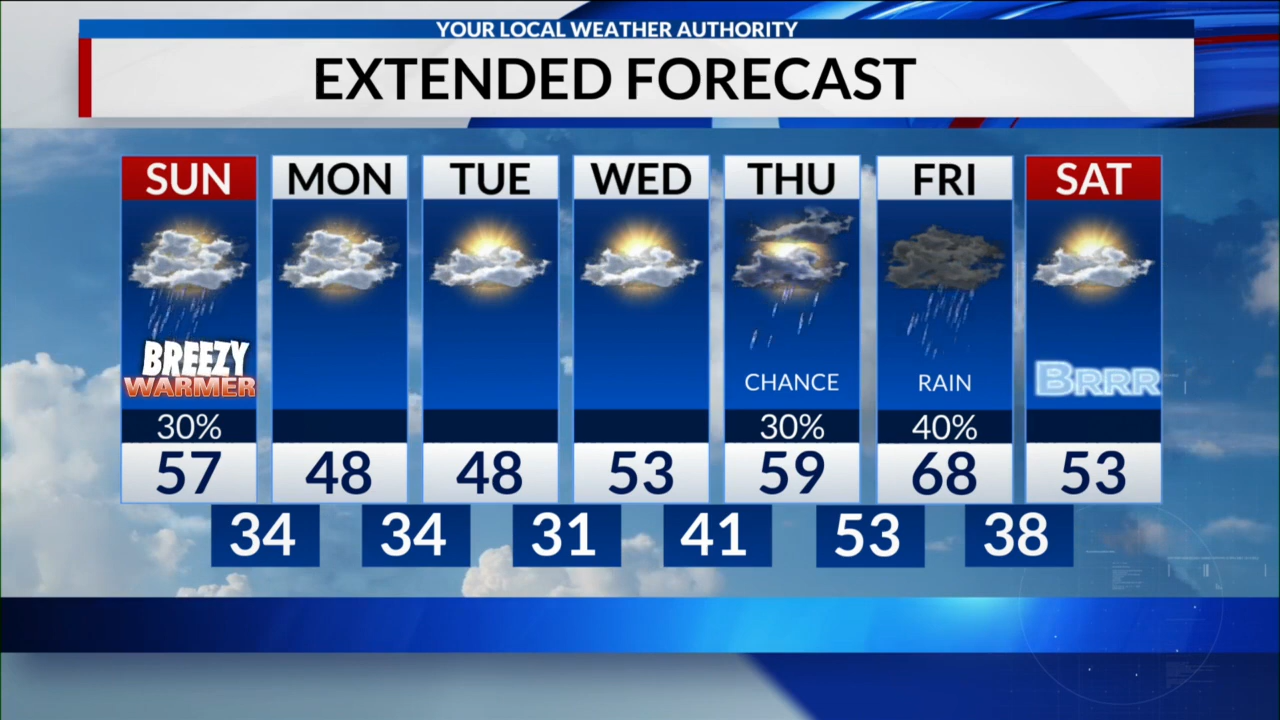 YOUR LOCAL WEATHER AUTHORITY
EXTENDED FORECAST
SUN MON TUE WED THU FRI SAT
BREEZY
WARMER CHANCE RAIN BRRR
30% 30% 40%
57 48 48 53 59 68 53
34 34 31 41 53 38